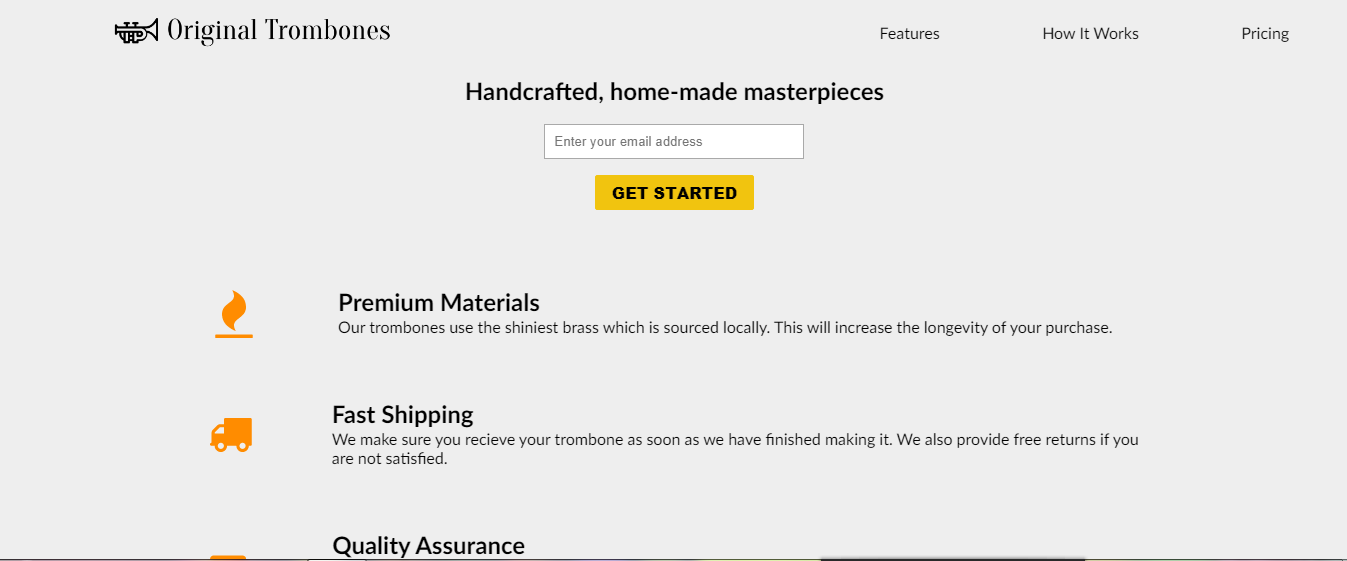 Original Trombones
Features
How It Works
Pricing
Handcrafted, home-made masterpieces
Enter your email address
GET STARTED
Premium Materials
Our trombones use the shiniest brass which is sourced locally. This will increase the longevity of your purchase.
Fast Shipping
We make sure you recieve your trombone as soon as we have finished making it. We also provide free returns if you
are not satisfied.
Quality Assurance